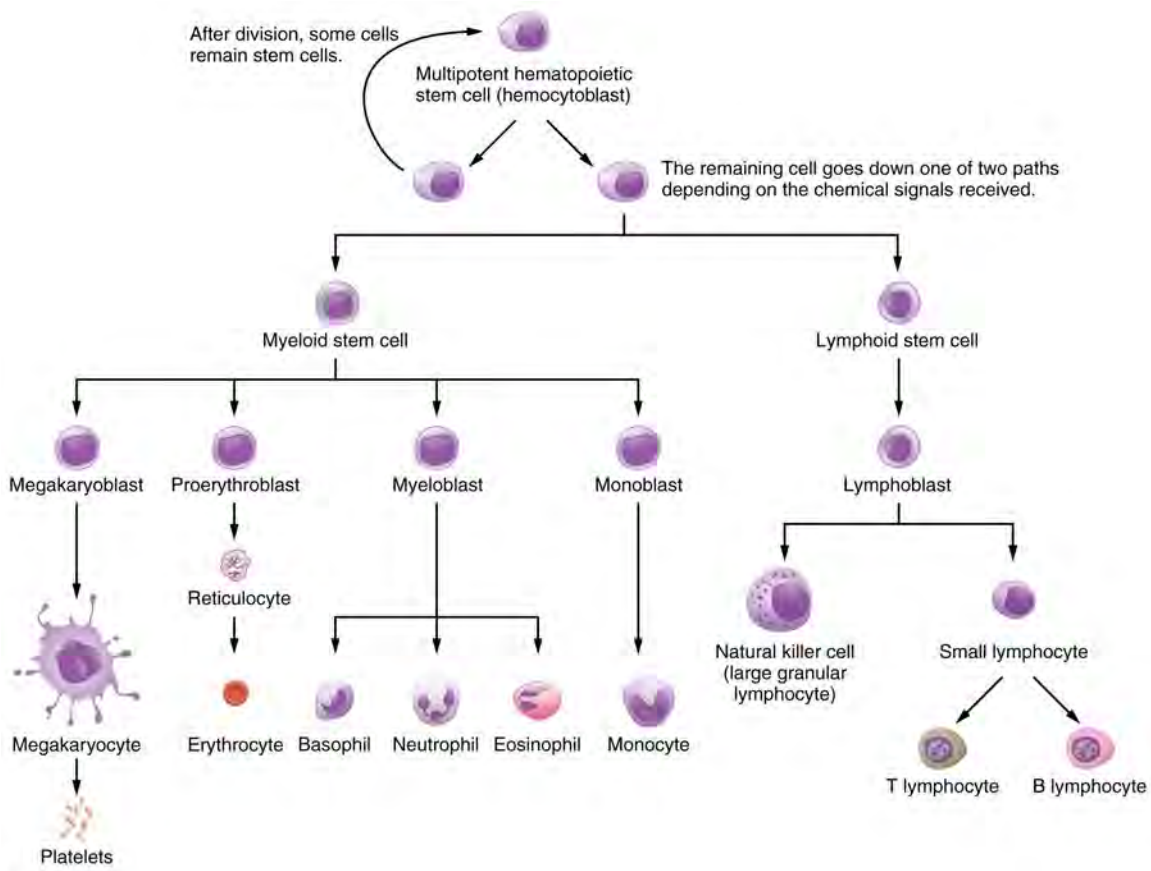 After division, some cells
remain stem cells.
Multipotent hematopoietic
stem cell (hemocytoblast)
The remaining cell goes down one of two paths
depending on the chemical signals received.
Myeloid stem cell
Lymphoid stem cell
Megakaryoblast
Proerythroblast
Myeloblast
Monoblast
Lymphoblast
Reticulocyte
Natural killer cell
(large granular
lymphocyte)
Small lymphocyte
Megakaryocyte
Erythrocyte
Basophil
Neutrophil
Eosinophil
Monocyte
T lymphocyte
B lymphocyte
Platelets